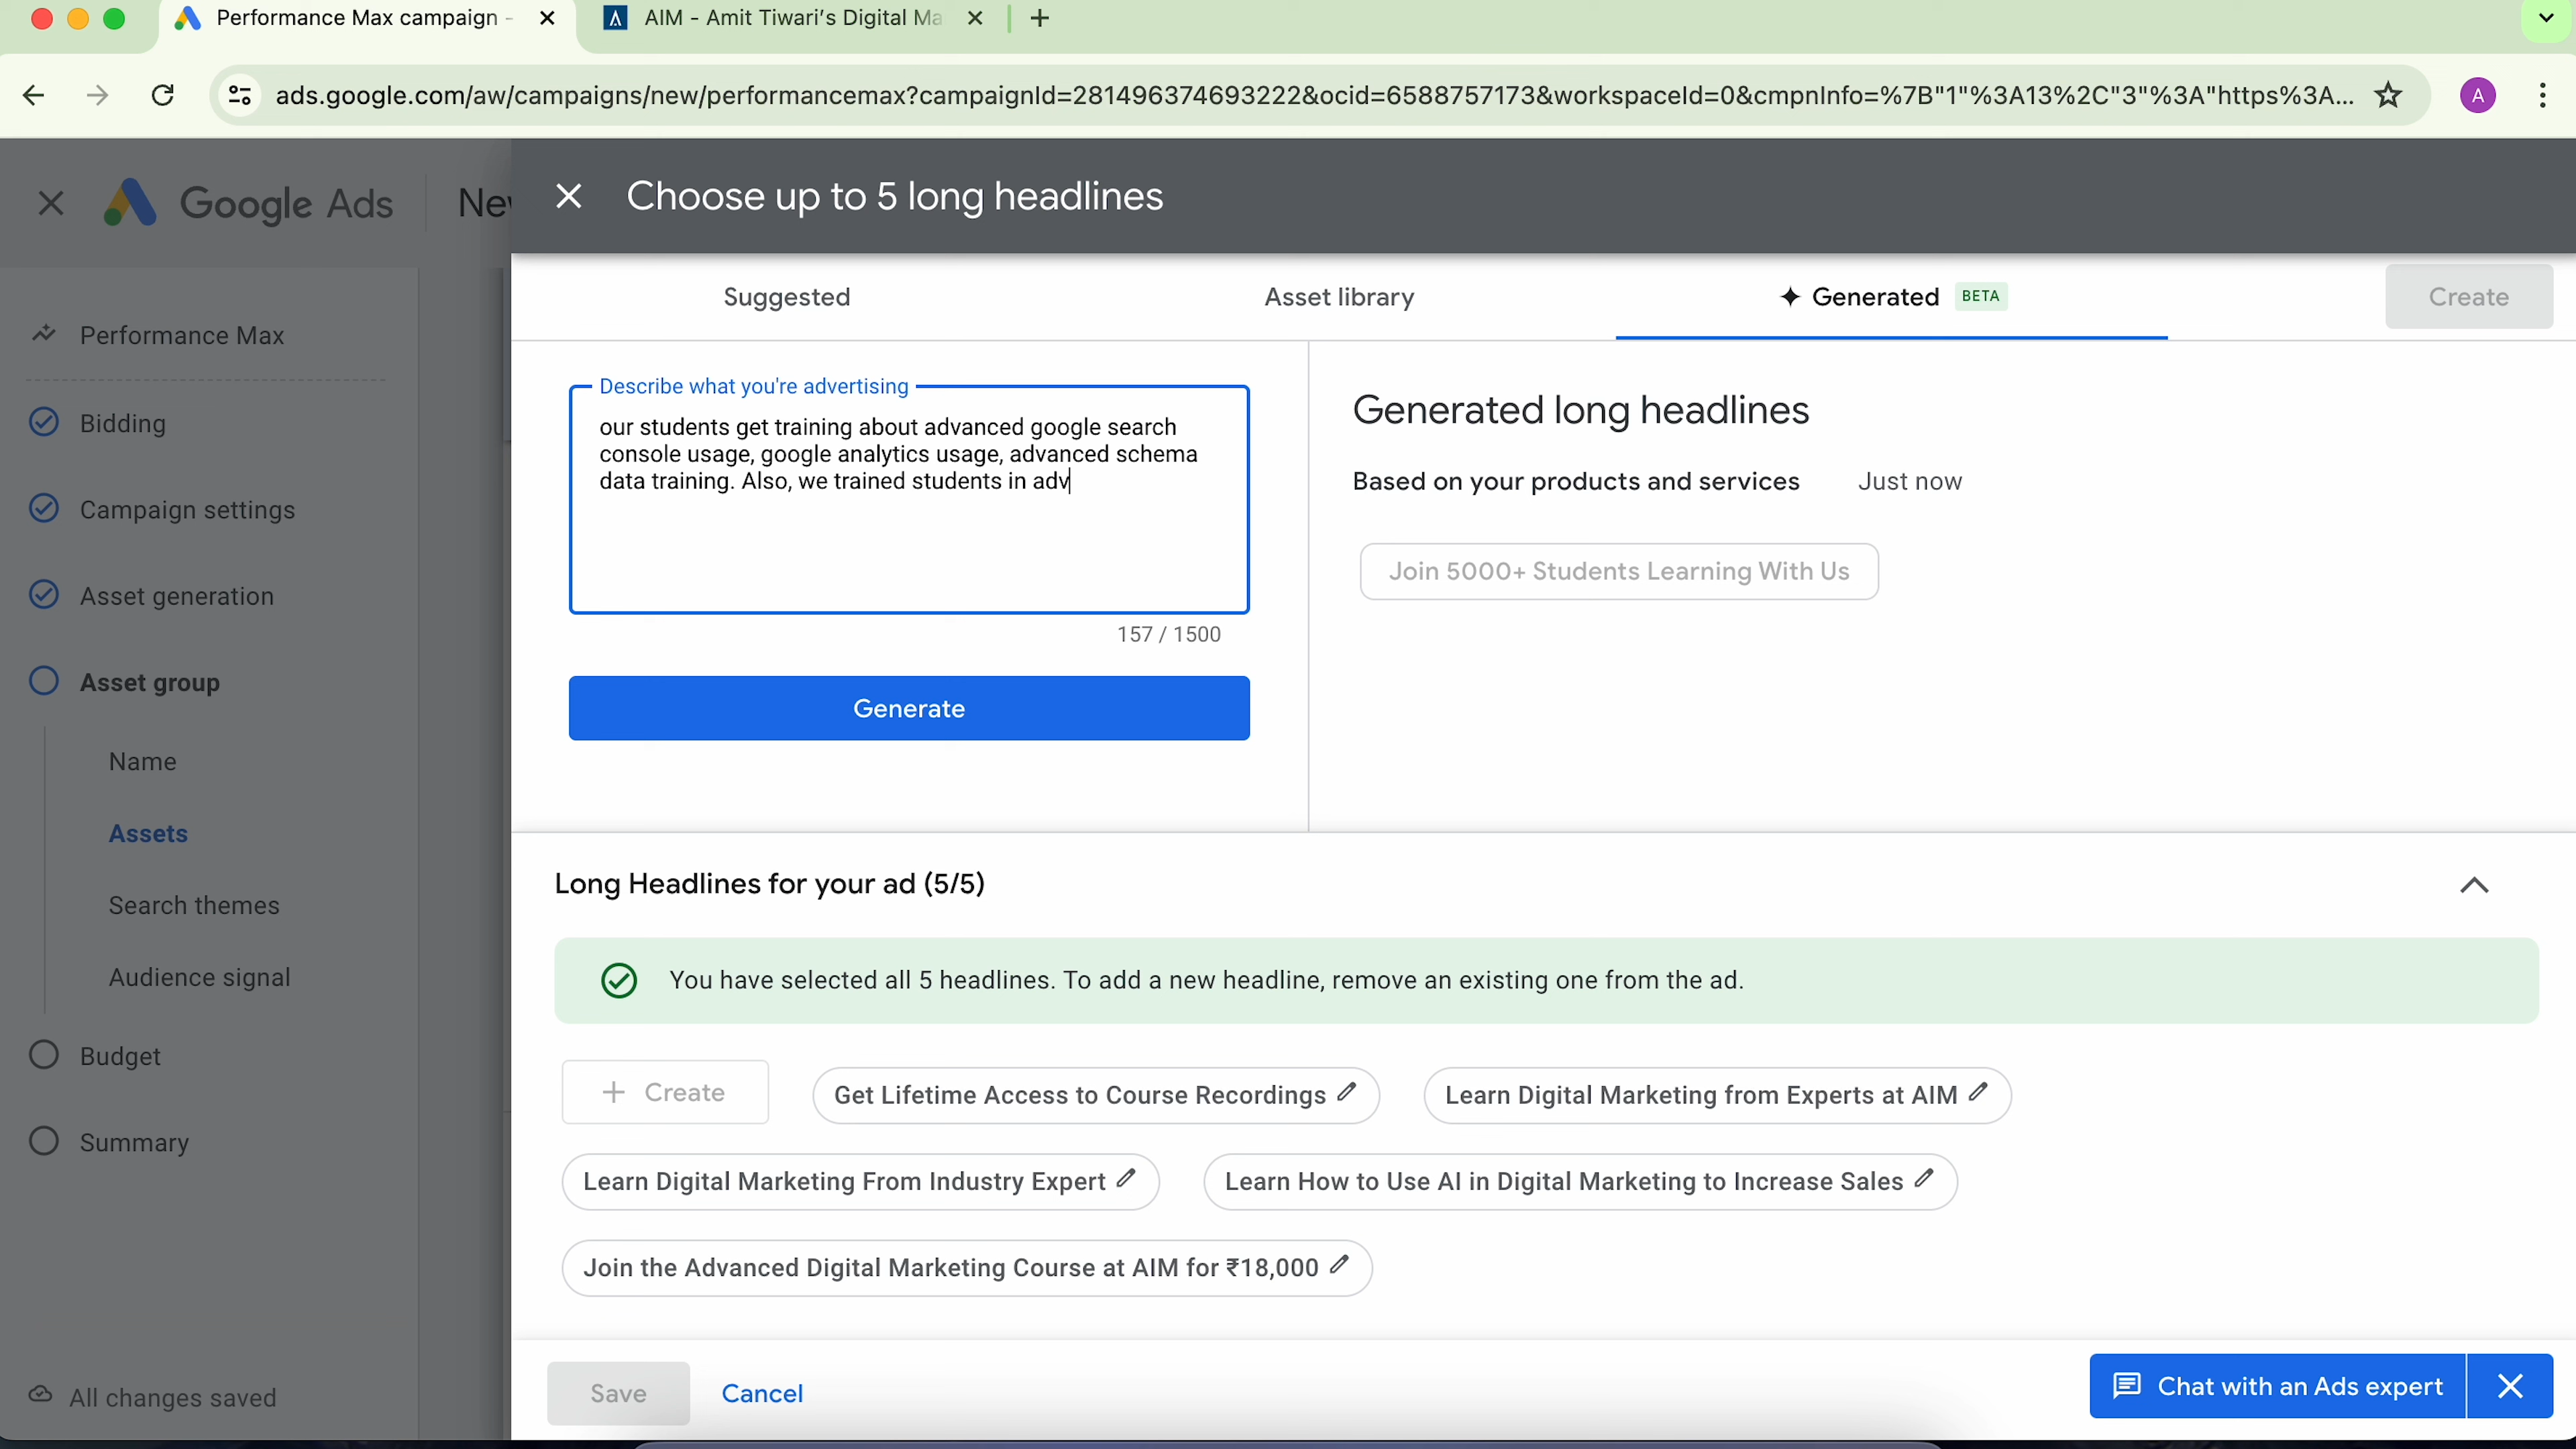 Performance Max campaign -
AIM - Amit Tiwari's Digital Ma
ads.google.com/aw/campaigns/new/performancemax?campaignId=281496374693222&ocid=6588757173&workspaceId=0&cmpnInfo=%7B"1"%3A13%2C"3"%3A"https%3A...
A
Google Ads
New
Choose up to 5 long headlines
Suggested
Asset library
Generated BETA
Create
Performance Max
Bidding
Campaign settings
Asset generation
Asset group
Name
Assets
Search themes
Audience signal
Budget
Summary
All changes saved
Describe what you're advertising
our students get training about advanced google search
console usage, google analytics usage, advanced schema
data training. Also, we trained students in adv
157 / 1500
Generate
Generated long headlines
Based on your products and services Just now
Join 5000+ Students Learning With Us
Long Headlines for your ad (5/5)
You have selected all 5 headlines. To add a new headline, remove an existing one from the ad.
+ Create
Get Lifetime Access to Course Recordings
Learn Digital Marketing from Experts at AIM
Learn Digital Marketing From Industry Expert
Learn How to Use AI in Digital Marketing to Increase Sales
Join the Advanced Digital Marketing Course at AIM for ₹18,000
Save
Cancel
Chat with an Ads expert